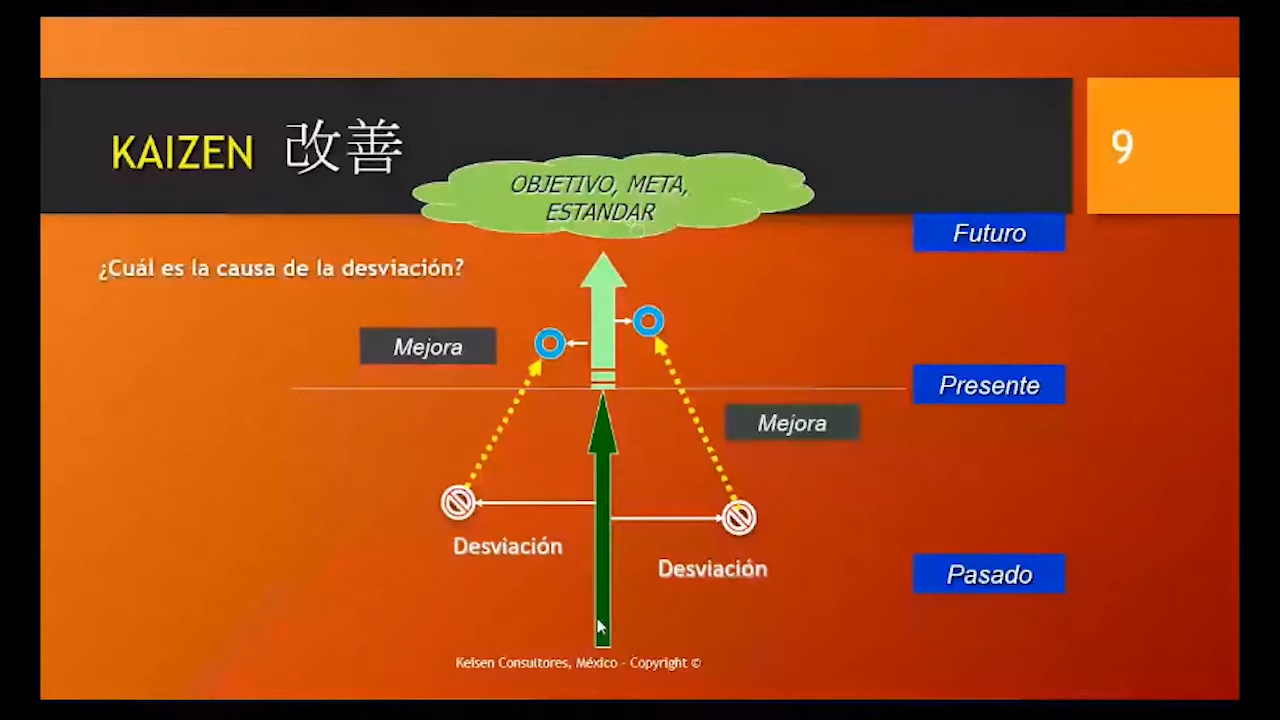 KAIZEN 改善
9
OBJETIVO, META,
ESTANDAR
Futuro
¿Cuál es la causa de la desviación?
Mejora
Presente
Mejora
Desviación
Desviación
Pasado
Keisen Consultores, México - Copyright ©